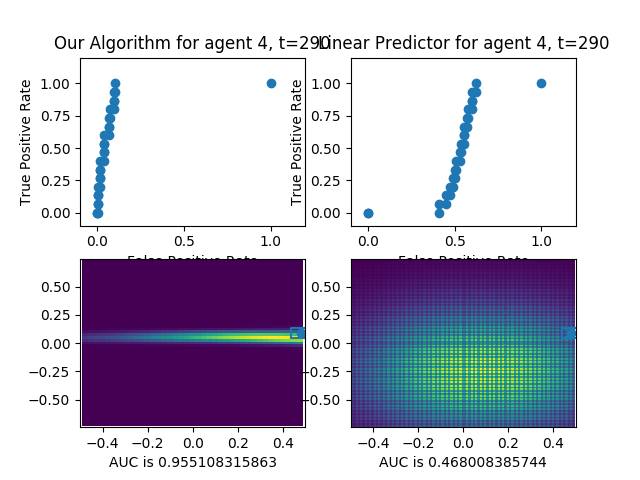 Our Algorithm for agent 4, t=290
Linear Predictor for agent 4, t=290
True Positive Rate
1.00
0.75
0.50
0.25
0.00
0.0 0.5 1.0
False Positive Rate
True Positive Rate
1.00
0.75
0.50
0.25
0.00
0.0 0.5 1.0
False Positive Rate
0.50
0.25
0.00
−0.25
−0.50
−0.4 −0.2 0.0 0.2 0.4
AUC is 0.955108315863
0.50
0.25
0.00
−0.25
−0.50
−0.4 −0.2 0.0 0.2 0.4
AUC is 0.468008385744